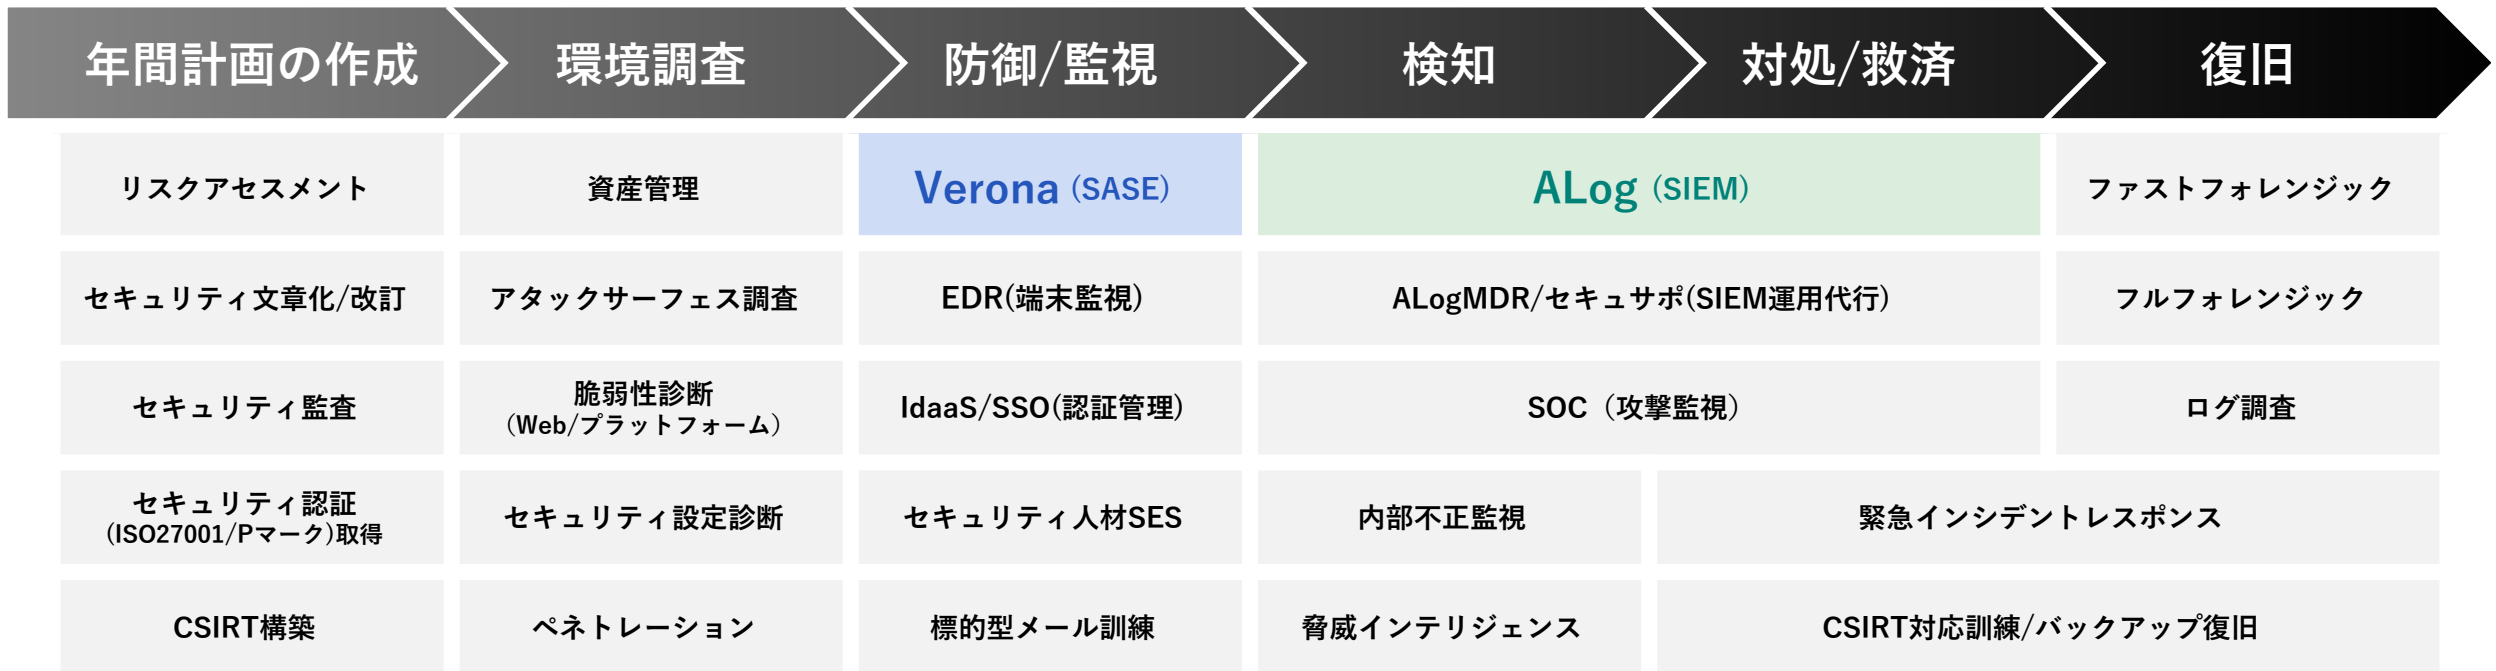 年間計画の作成
環境調査
防御/監視
検知
対処/救済
復旧
リスクアセスメント
資産管理
Verona（SASE）
ALog（SIEM）
ファストフォレンジック
セキュリティ文章化/改訂
アタックサーフェス調査
EDR(端末監視)
ALogMDR/セキュサポ(SIEM運用代行)
フルフォレンジック
セキュリティ監査
脆弱性診断
（Web/プラットフォーム）
IdaaS/SSO(認証管理)
SOC（攻撃監視）
ログ調査
セキュリティ認証
(ISO27001/Pマーク)取得
セキュリティ設定診断
セキュリティ人材SES
内部不正監視
緊急インシデントレスポンス
CSIRT構築
ペネトレーション
標的型メール訓練
脅威インテリジェンス
CSIRT対応訓練/バックアップ復旧